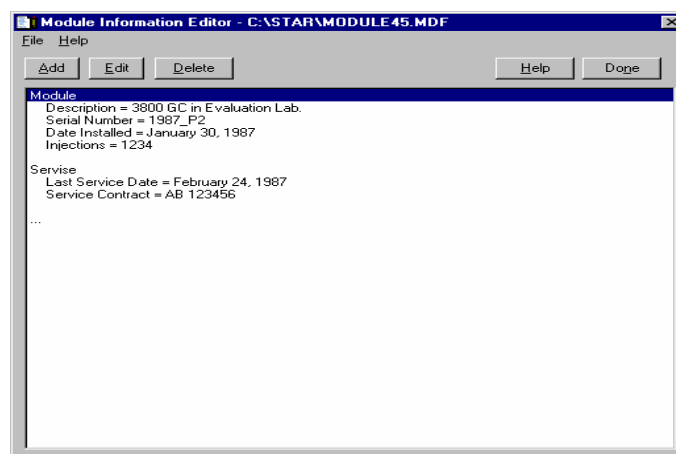 Module Information Editor - C:\STAR\MODULE45.MDF
File Help
Add Edit Delete Help Done
Module
Description = 3800 GC in Evaluation Lab.
Serial Number = 1987_P2
Date Installed = January 30, 1987
Injections = 1234
Servise
Last Service Date = February 24, 1987
Service Contract = AB 123456
...